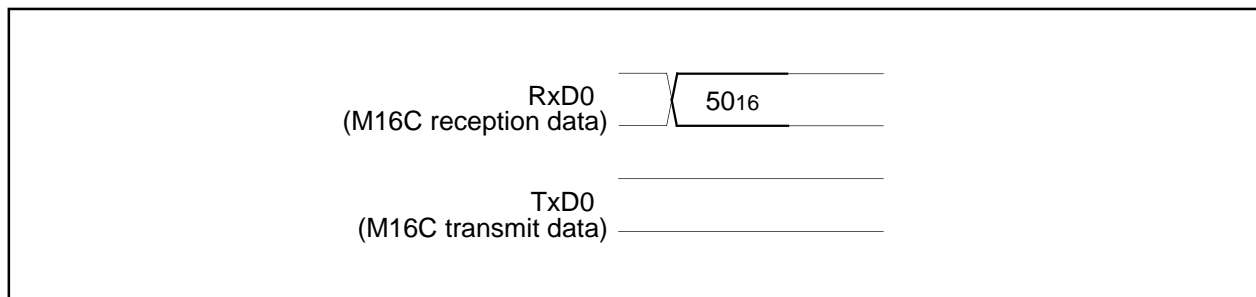 RxD0
(M16C reception data)
5016
TxD0
(M16C transmit data)